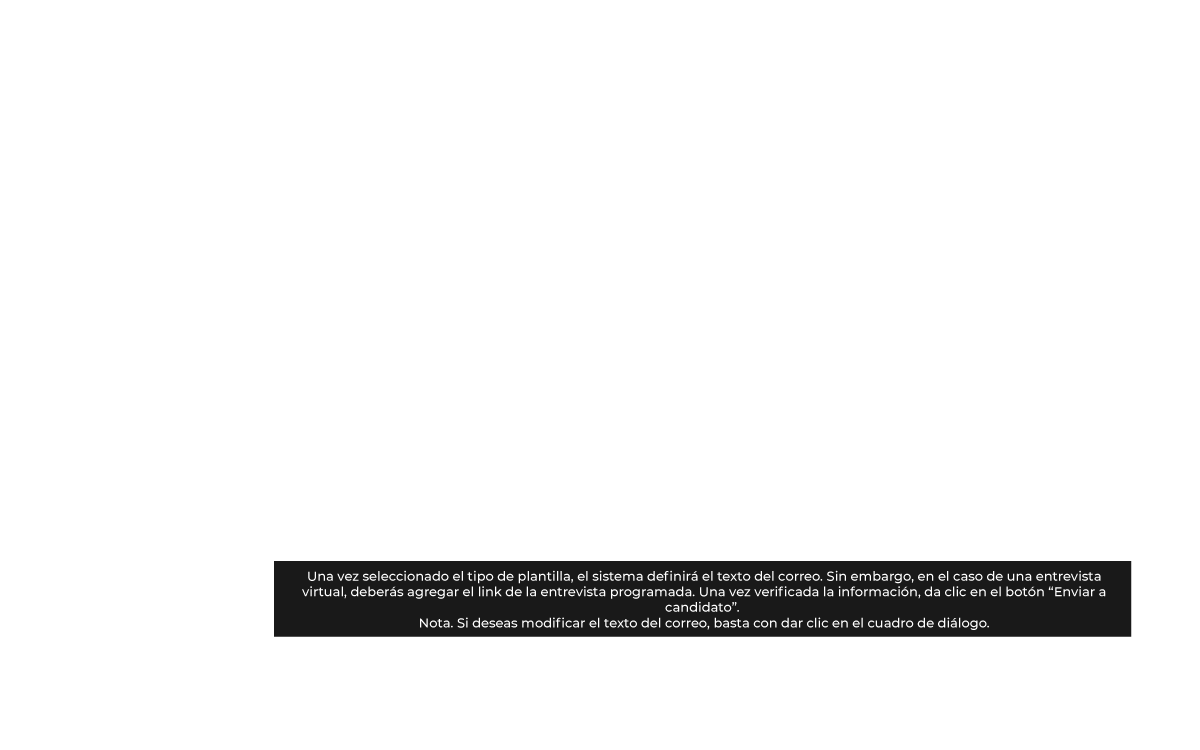 Una vez seleccionado el tipo de plantilla, el sistema definirá el texto del correo. Sin embargo, en el caso de una entrevista
virtual, deberás agregar el link de la entrevista programada. Una vez verificada la información, da clic en el botón “Enviar a
candidato”.
Nota. Si deseas modificar el texto del correo, basta con dar clic en el cuadro de diálogo.